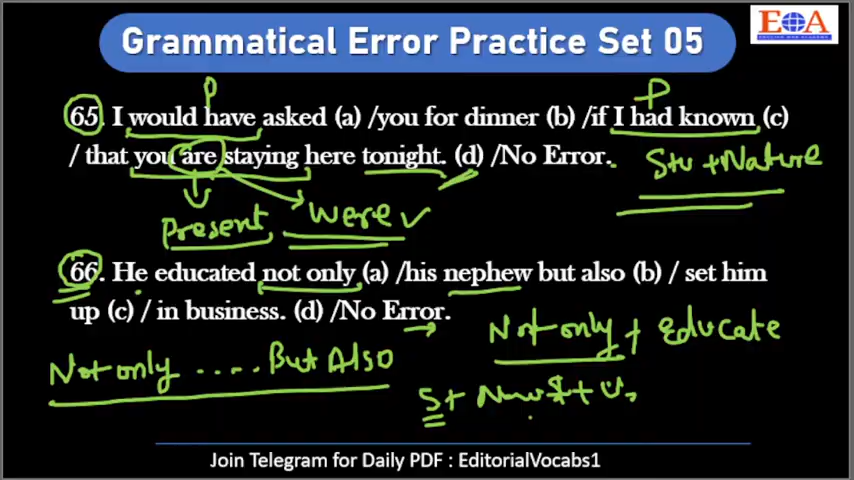 Grammatical Error Practice Set 05
EOA
P
P
65. I would have asked (a) /you for dinner (b) /if I had known (c)
/ that you are staying here tonight. (d) /No Error.
Str + Nature
Present
Were ✓
66. He educated not only (a) /his nephew but also (b) / set him
up (c) / in business. (d) /No Error.
Not only + Educate
Not only .... But Also
S +
Join Telegram for Daily PDF : EditorialVocabs1